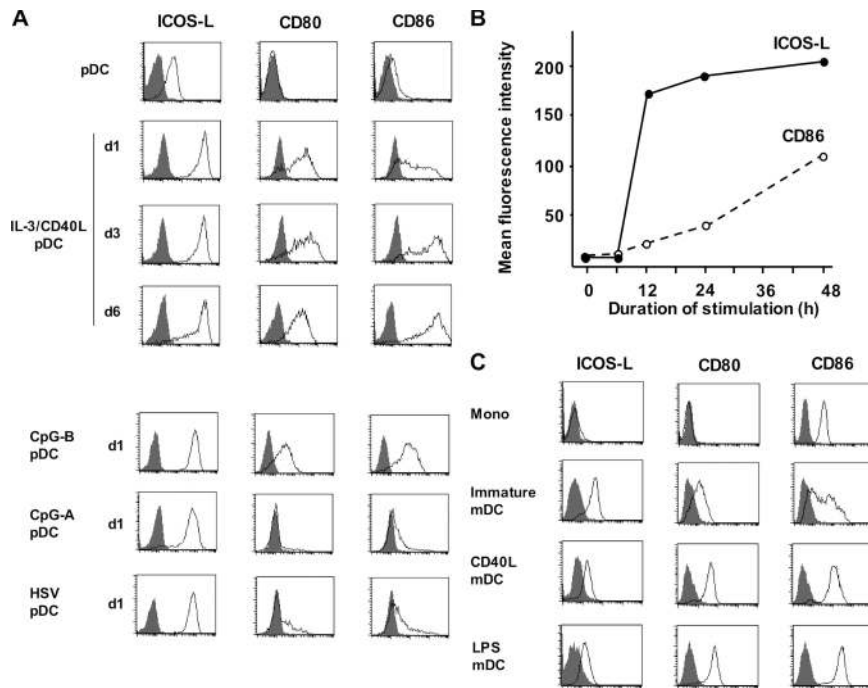 A
ICOS-L CD80 CD86
pDC
d1
IL-3/CD40L
pDC
d3
d6
CpG-B
pDC
d1
CpG-A
pDC
d1
HSV
pDC
d1
B
Mean fluorescence intensity
200
150
100
50
ICOS-L
CD86
0 6 12 24 36 48
Duration of stimulation (h)
C
ICOS-L CD80 CD86
Mono
Immature
mDC
CD40L
mDC
LPS
mDC